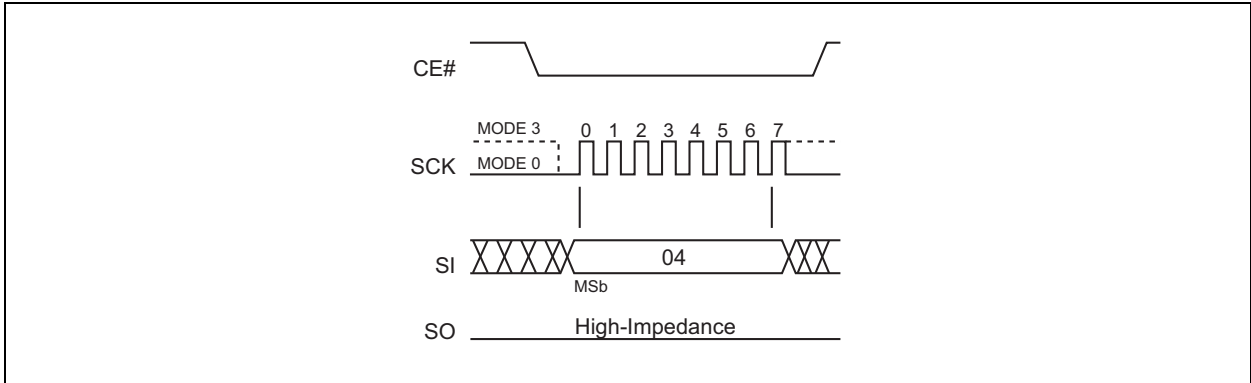 CE#
MODE 3
0 1 2 3 4 5 6 7
SCK
MODE 0
SI
04
MSb
SO
High-Impedance